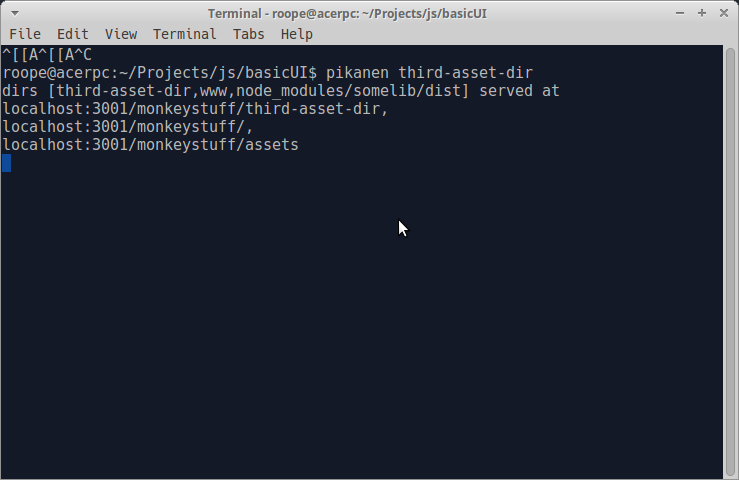 Terminal - roope@acerpc: ~/Projects/js/basicUI
File Edit View Terminal Tabs Help
^[[A^[[A^C
roope@acerpc:~/Projects/js/basicUI$ pikanen third-asset-dir
dirs [third-asset-dir,www,node_modules/somelib/dist] served at
localhost:3001/monkeystuff/third-asset-dir,
localhost:3001/monkeystuff/,
localhost:3001/monkeystuff/assets